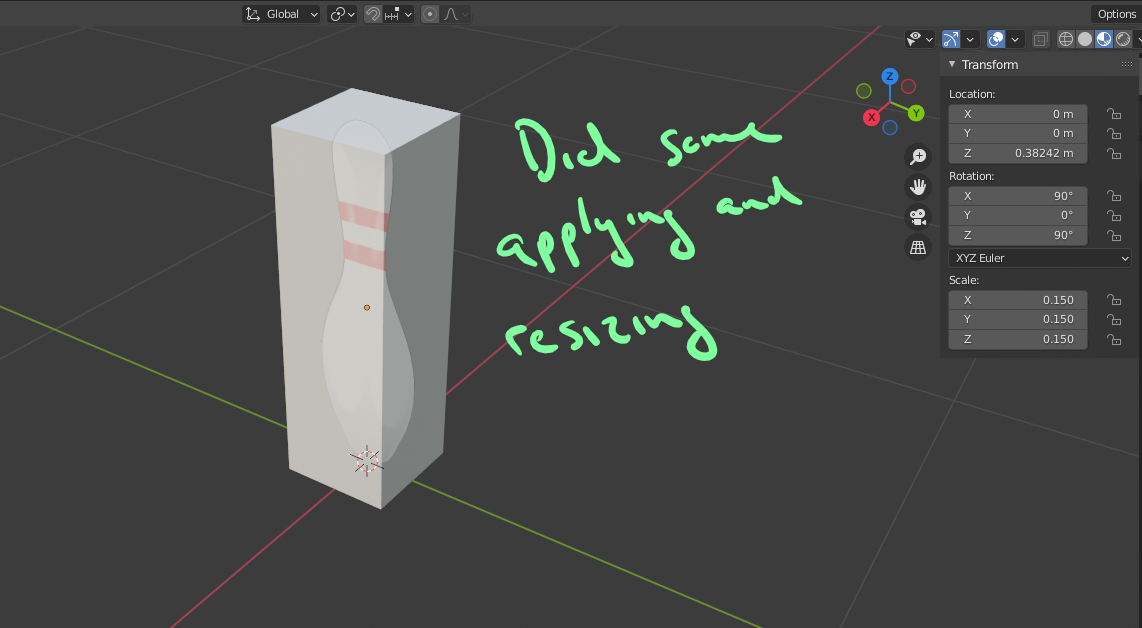 Global
Options
Transform
Location:
X 0 m
Y 0 m
Z 0.38242 m
Rotation:
X 90°
Y 0°
Z 90°
XYZ Euler
Scale:
X 0.150
Y 0.150
Z 0.150
Z
X
Y
Did some
applying and
resizing